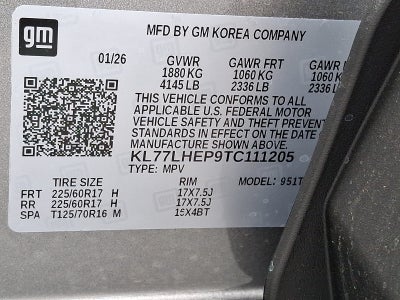 gm
MFD BY GM KOREA COMPANY
01/26 GVWR GAWR FRT GAWR
1880 KG 1060 KG 1060 K
4145 LB 2336 LB 2336
THIS VEHICLE CONFORMS TO ALL
APPLICABLE U.S. FEDERAL MOTOR
VEHICLE SAFETY AND THEFT PREVENT
STANDARDS IN EFFECT ON THE DATE
MANUFACTURE SHOWN ABOVE.
KL77LHEP9TC111205
TYPE: MPV
TIRE SIZE RIM MODEL: 951T
FRT 225/60R17 H 17X7.5J
RR 225/60R17 H 17X7.5J
SPA T125/70R16 M 16X4BT